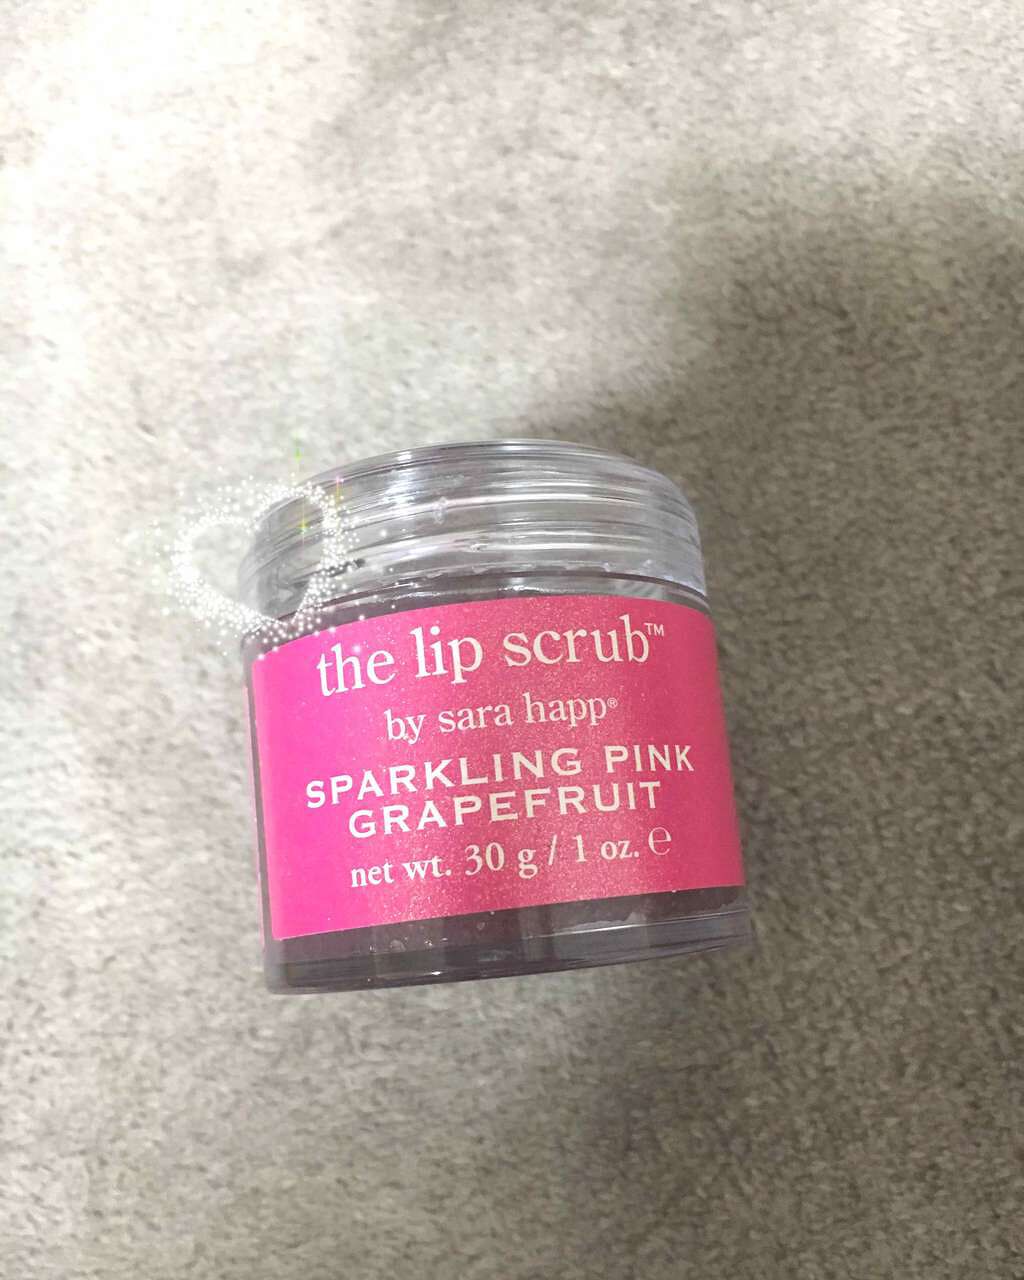 the lip scrub™
by sara happ®
SPARKLING PINK
GRAPEFRUIT
net wt. 30 g / 1 oz. ℮